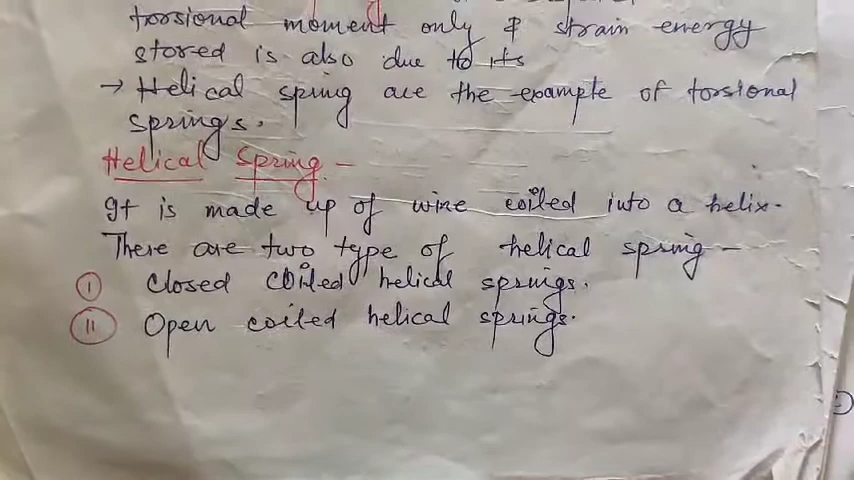 torsional moment only & strain energy
stored is also due to its
→ Helical spring are the example of torsional
springs.
Helical Spring –
It is made up of wire coiled into a helix.
There are two type of helical spring –
(i) Closed coiled helical springs.
(ii) Open coiled helical springs.